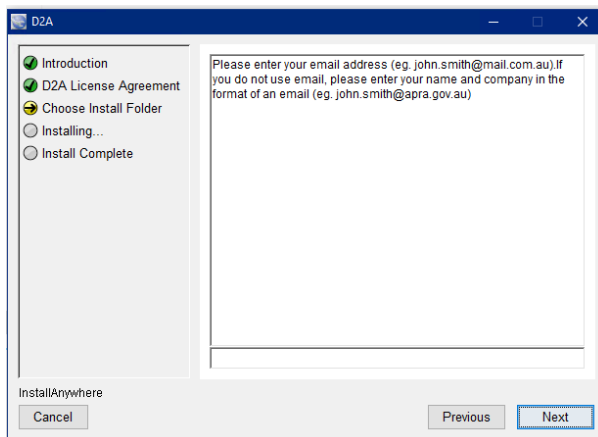 D2A
Introduction
D2A License Agreement
Choose Install Folder
Installing...
Install Complete
Please enter your email address (eg. john.smith@mail.com.au).If
you do not use email, please enter your name and company in the
format of an email (eg. john.smith@apra.gov.au)
InstallAnywhere
Cancel
Previous
Next